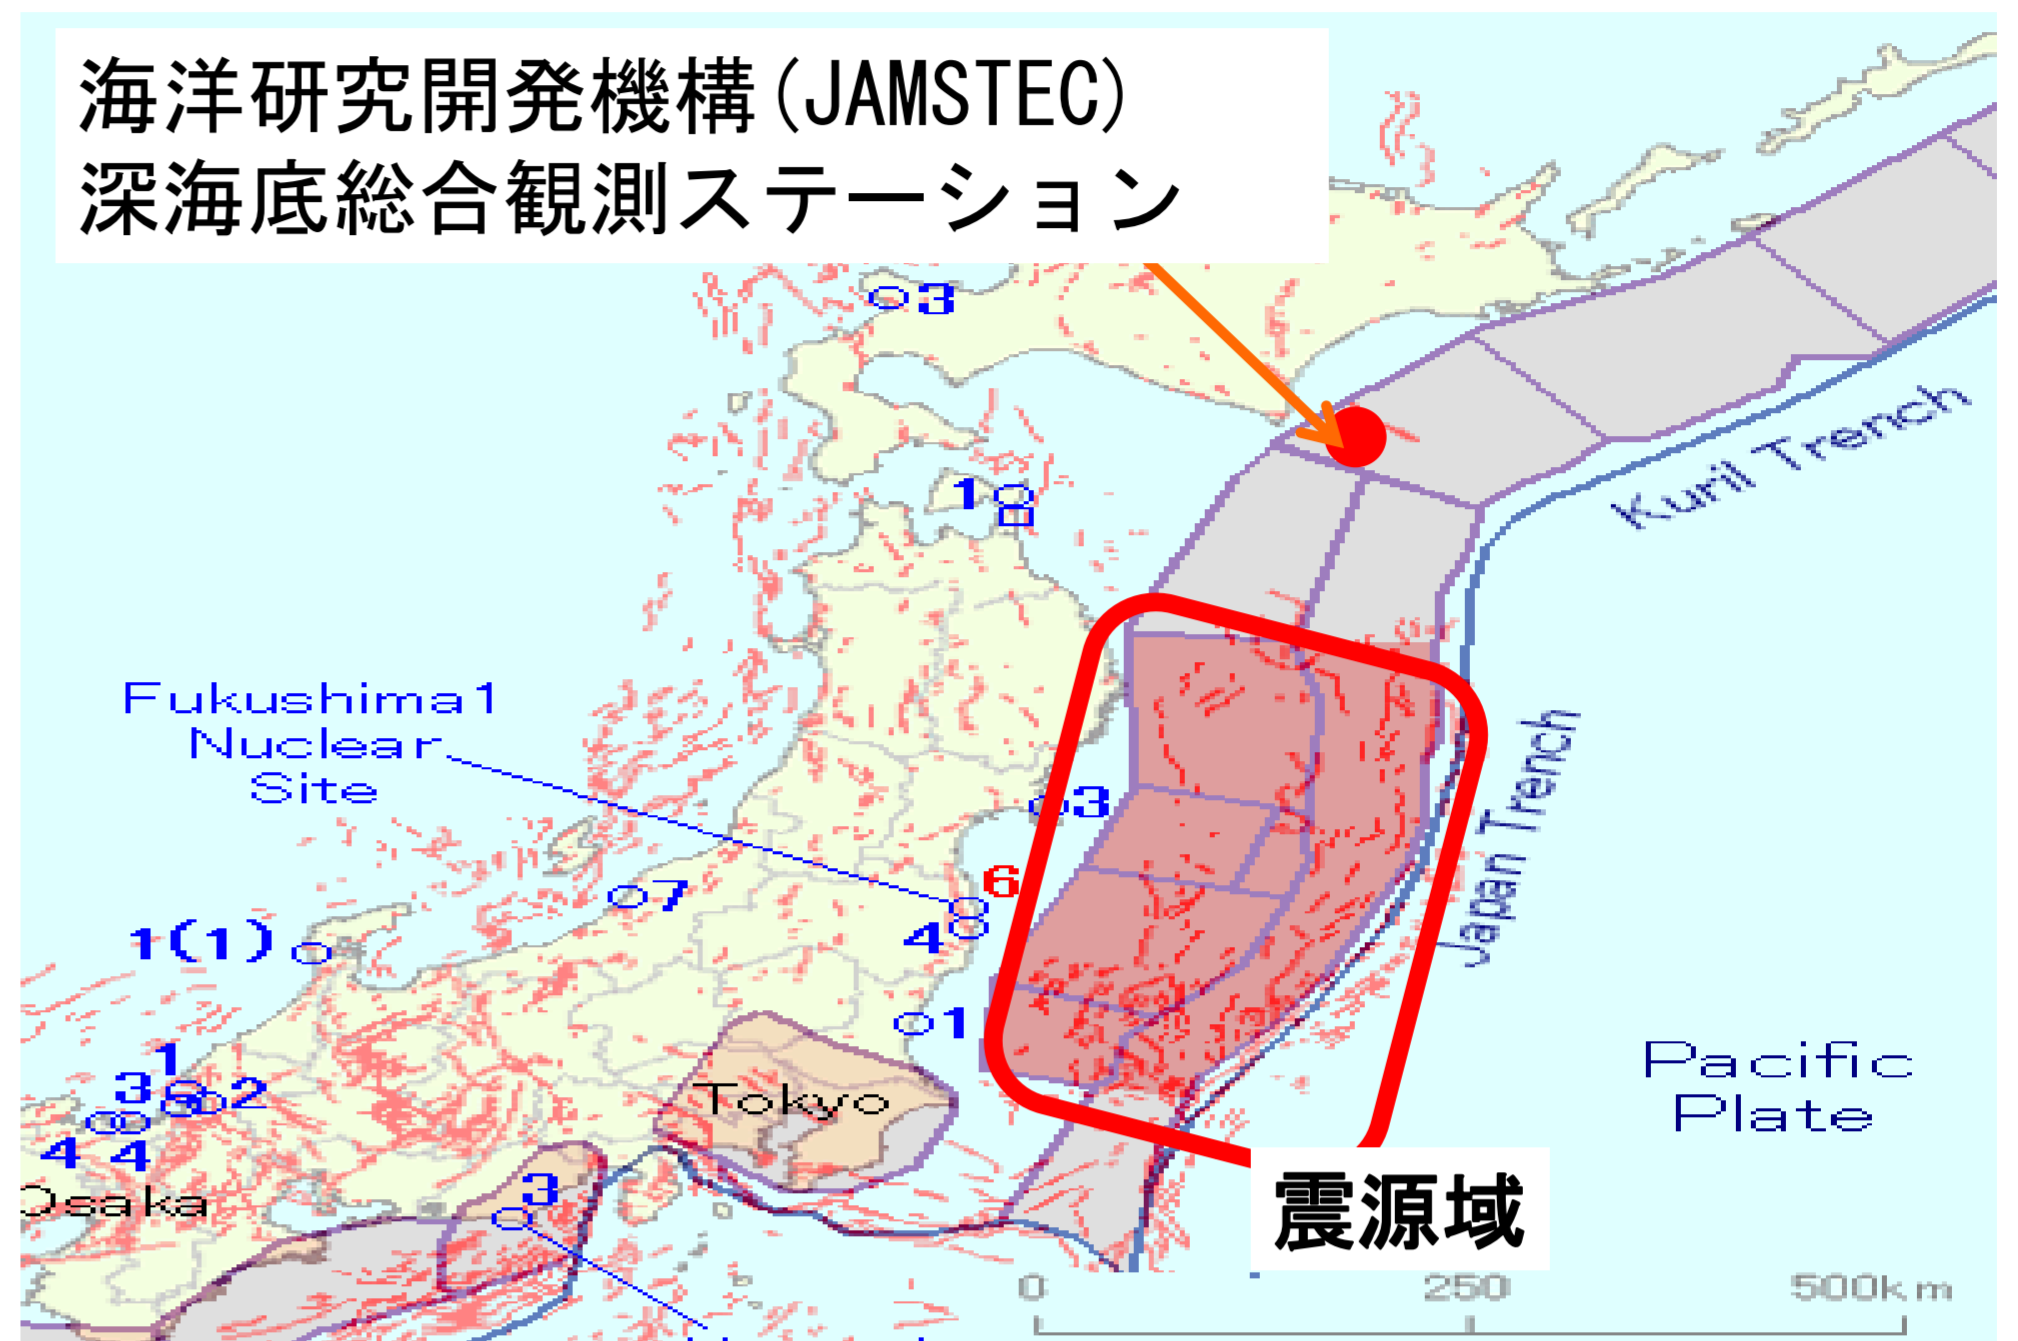 海洋研究開発機構(JAMSTEC)
深海底総合観測ステーション
3
Kuril Trench
1
Fukushima1
Nuclear
Site
Japan Trench
3
6
7
4
1(1)
1
1
3
5
2
4
4
Tokyo
Pacific
Plate
Osaka
3
震源域
0
250
500km